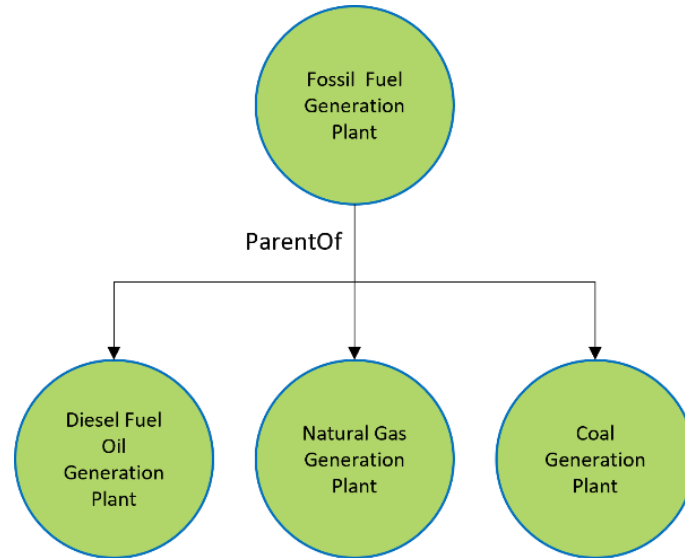 Fossil Fuel
Generation
Plant
ParentOf
Diesel Fuel
Oil
Generation
Plant
Natural Gas
Generation
Plant
Coal
Generation
Plant